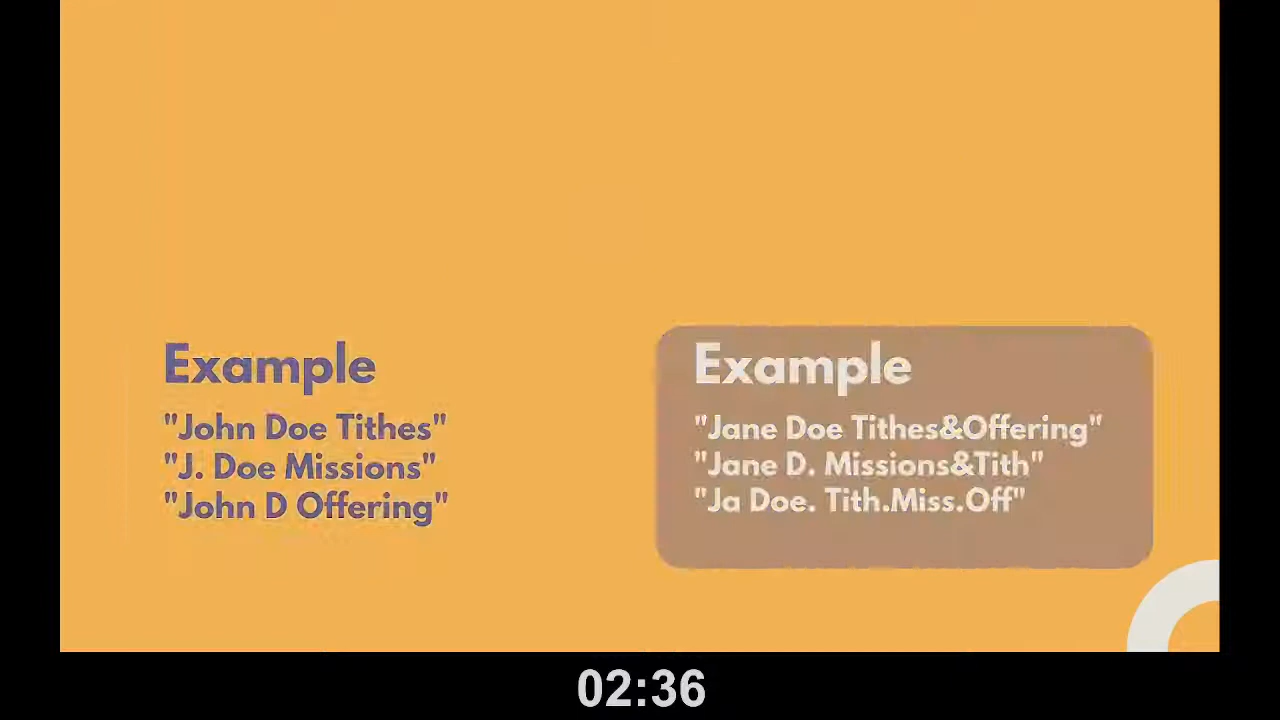 Example
"John Doe Tithes"
"J. Doe Missions"
"John D Offering"
Example
"Jane Doe Tithes&Offering"
"Jane D. Missions&Tith"
"Ja Doe. Tith.Miss.Off"
02:36